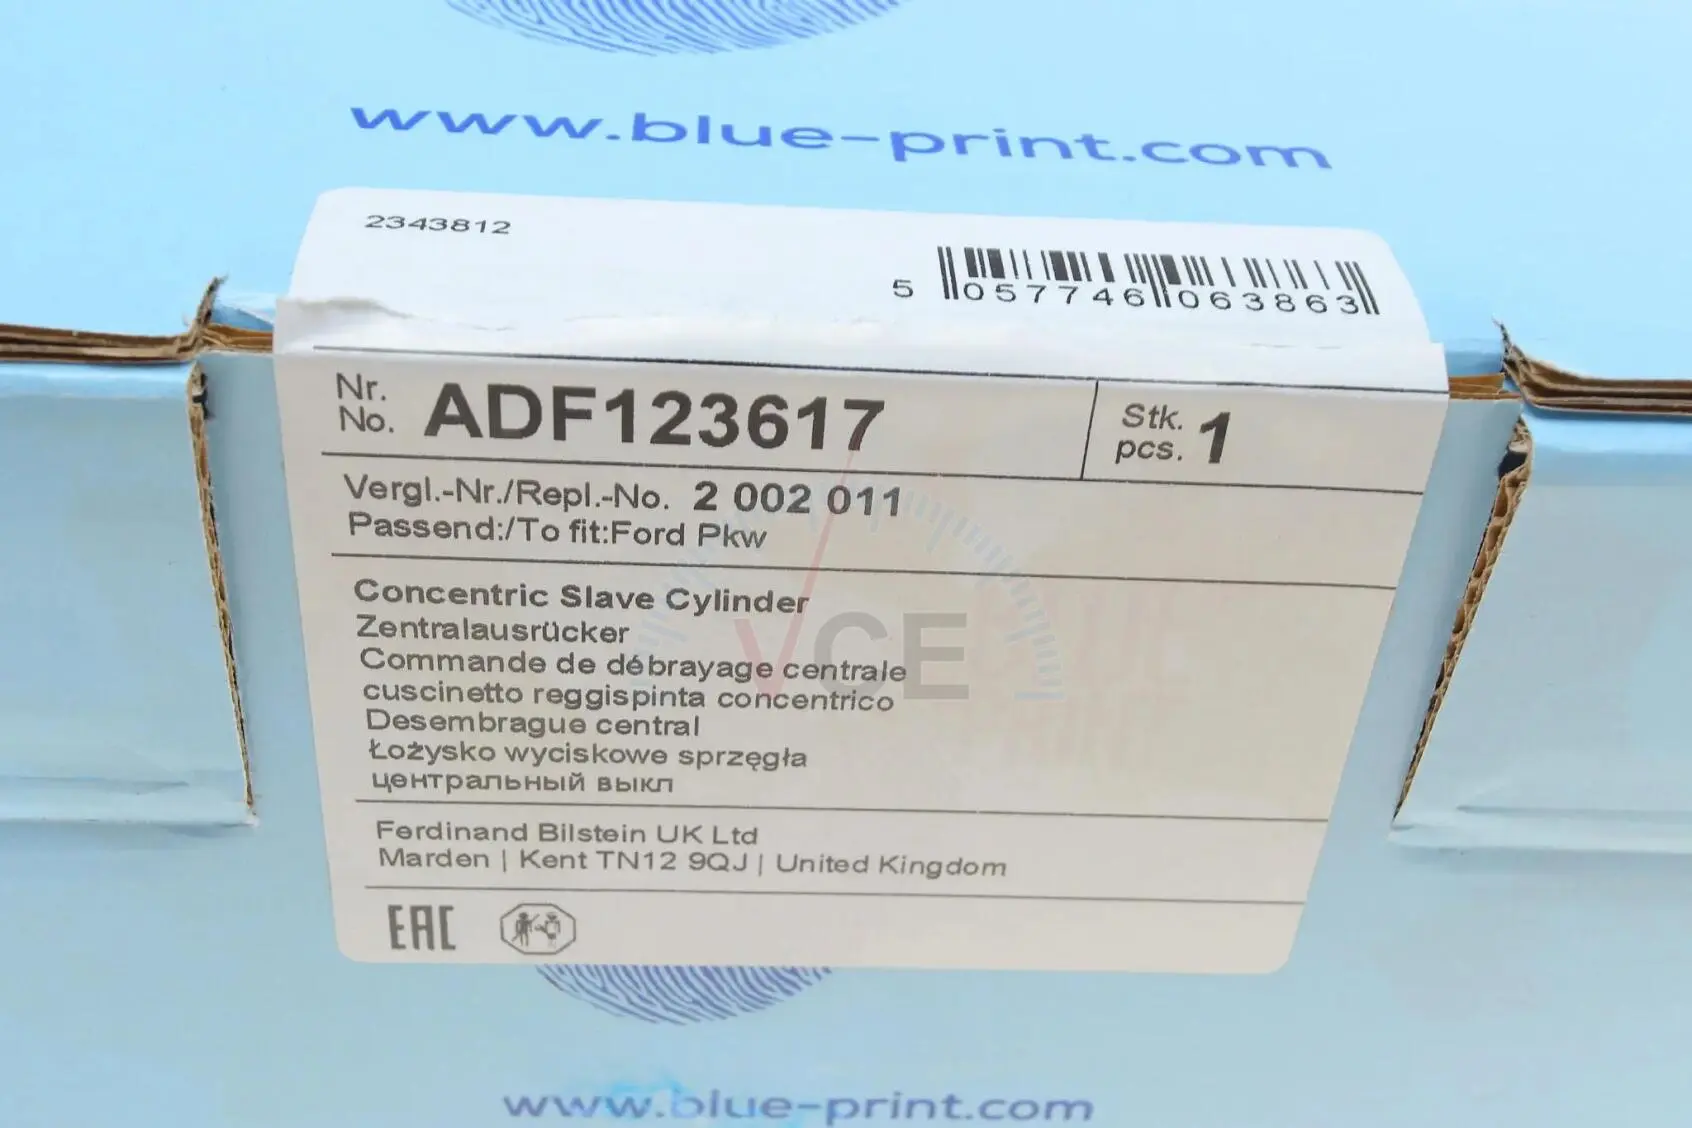 www.blue-print.com
2343812
5 057746 063863
Nr.
No. ADF123617
Stk.
pcs. 1
Vergl.-Nr./Repl.-No. 2 002 011
Passend:/To fit:Ford Pkw
Concentric Slave Cylinder
Zentralausrücker
Commande de débrayage centrale
cuscinetto reggispinta concentrico
Desembrague central
Łożysko wyciskowe sprzęgła
центральный выкл
VCE
Ferdinand Bilstein UK Ltd
Marden | Kent TN12 9QJ | United Kingdom
EAC
www.blue-print.com